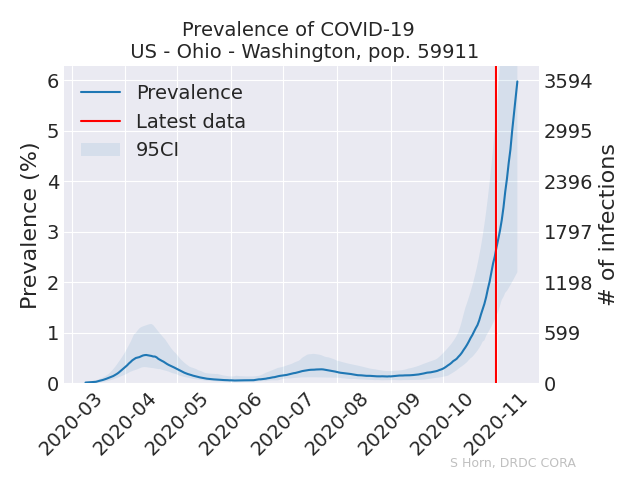 Prevalence of COVID-19
US - Ohio - Washington, pop. 59911
Prevalence
Latest data
95CI
Prevalence (%)
6
5
4
3
2
1
0
3594
2995
2396
1797
1198
599
0
# of infections
2020-03
2020-04
2020-05
2020-06
2020-07
2020-08
2020-09
2020-10
2020-11
S Horn, DRDC CORA